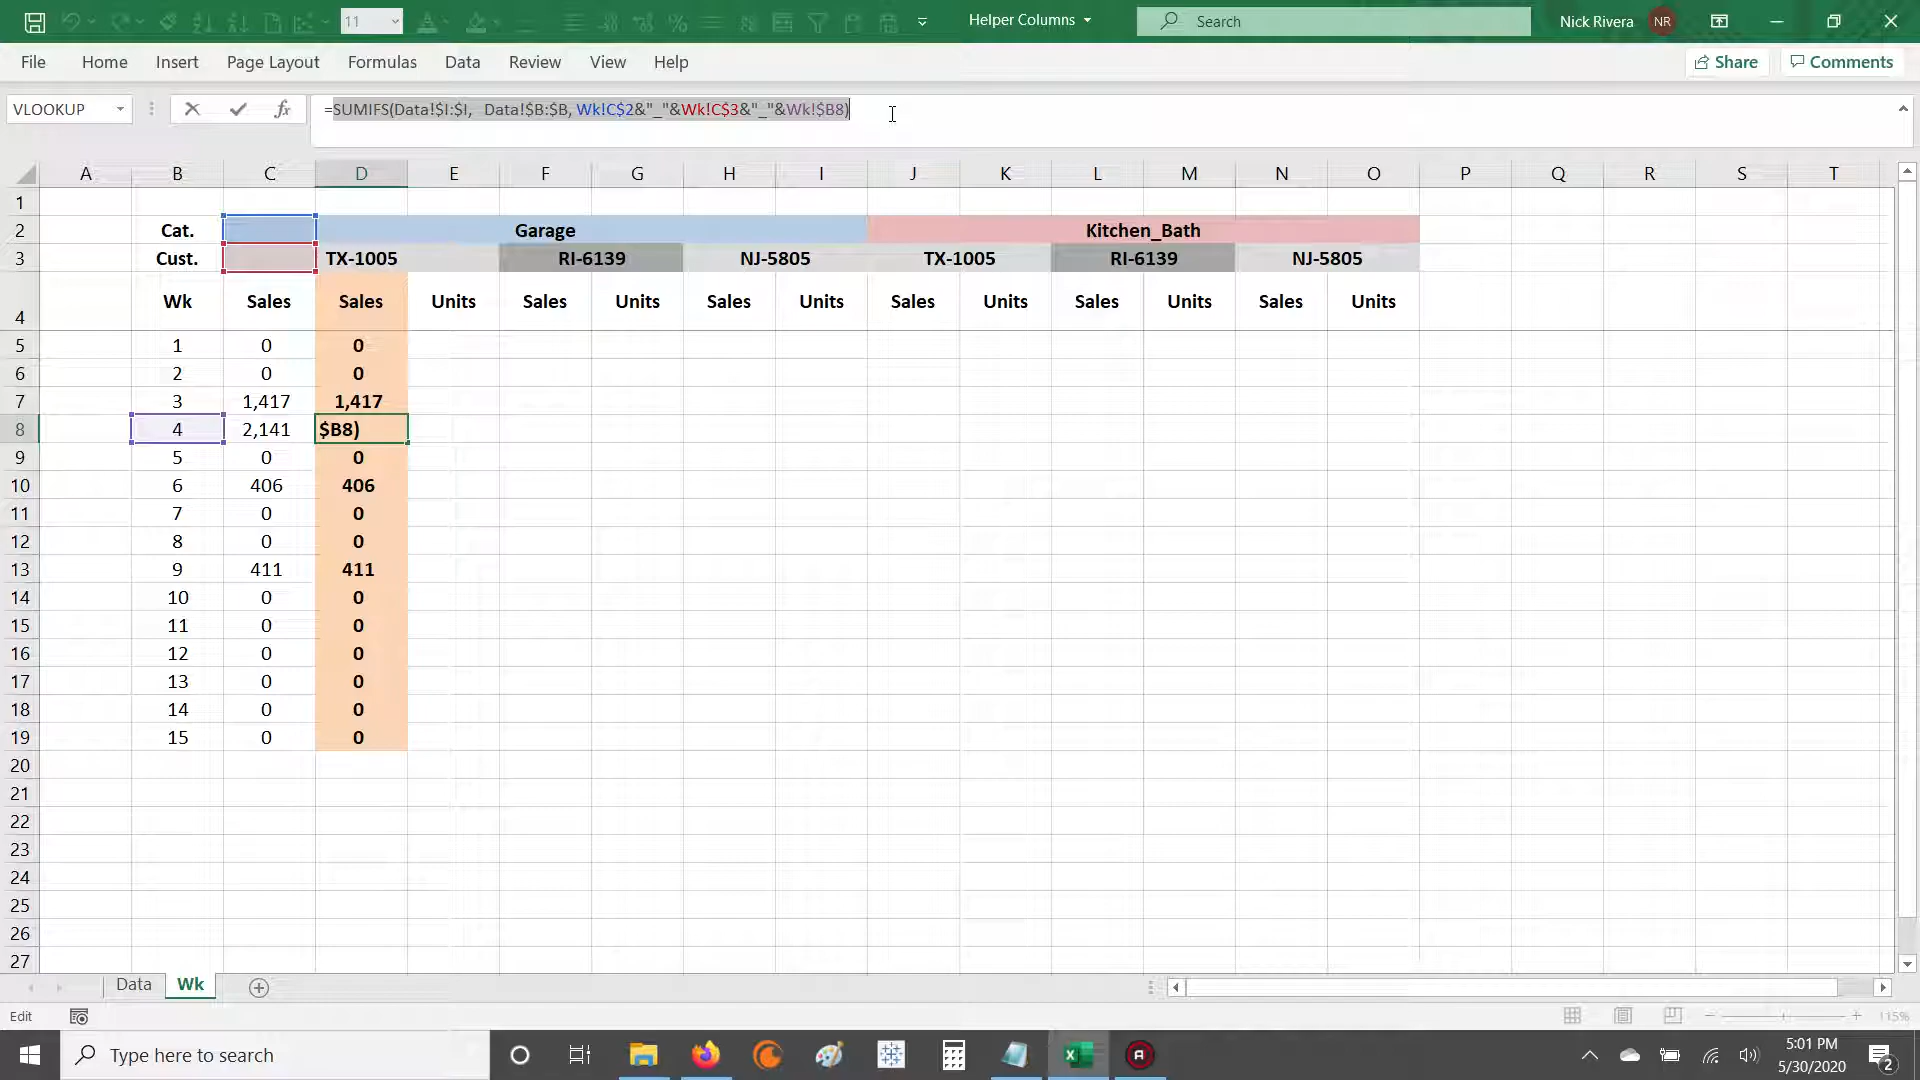 11
Helper Columns
Search
Nick Rivera
NR
File Home Insert Page Layout Formulas Data Review View Help
Share
Comments
VLOOKUP
fx
=SUMIFS(Data!$I:$I, Data!$B:$B, Wk!C$2&"_"&Wk!C$3&"_"&Wk!$B8)
A B C D E F G H I J K L M N O P Q R S T
1
2 Cat. Garage Kitchen_Bath
3 Cust. TX-1005 RI-6139 NJ-5805 TX-1005 RI-6139 NJ-5805
4 Wk Sales Sales Units Sales Units Sales Units Sales Units Sales Units Sales Units
5 1 0 0
6 2 0 0
7 3 1,417 1,417
8 4 2,141 $B8)
9 5 0 0
10 6 406 406
11 7 0 0
12 8 0 0
13 9 411 411
14 10 0 0
15 11 0 0
16 12 0 0
17 13 0 0
18 14 0 0
19 15 0 0
20
21
22
23
24
25
26
27
Data Wk
Edit
115%
Type here to search
5:01 PM
5/30/2020
2